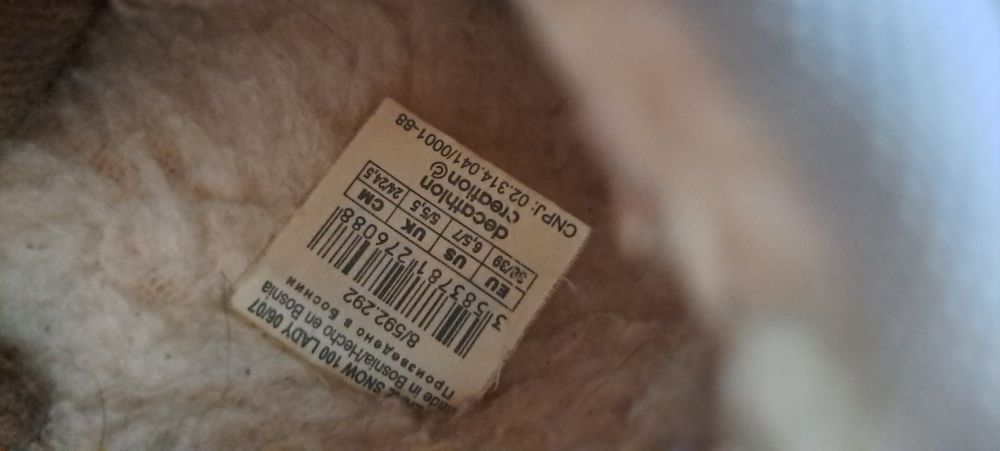 SNOW 100 LADY 06/07
Made in Bosnia/Hecho en Bosnia
Произведено в Боснии
8/592.292
3 583781 276088
EU US UK CM
38/39 6,5/7 5/5,5 24/24,5
decathlon
creation ©
CNPJ: 02.314.041/0001-88